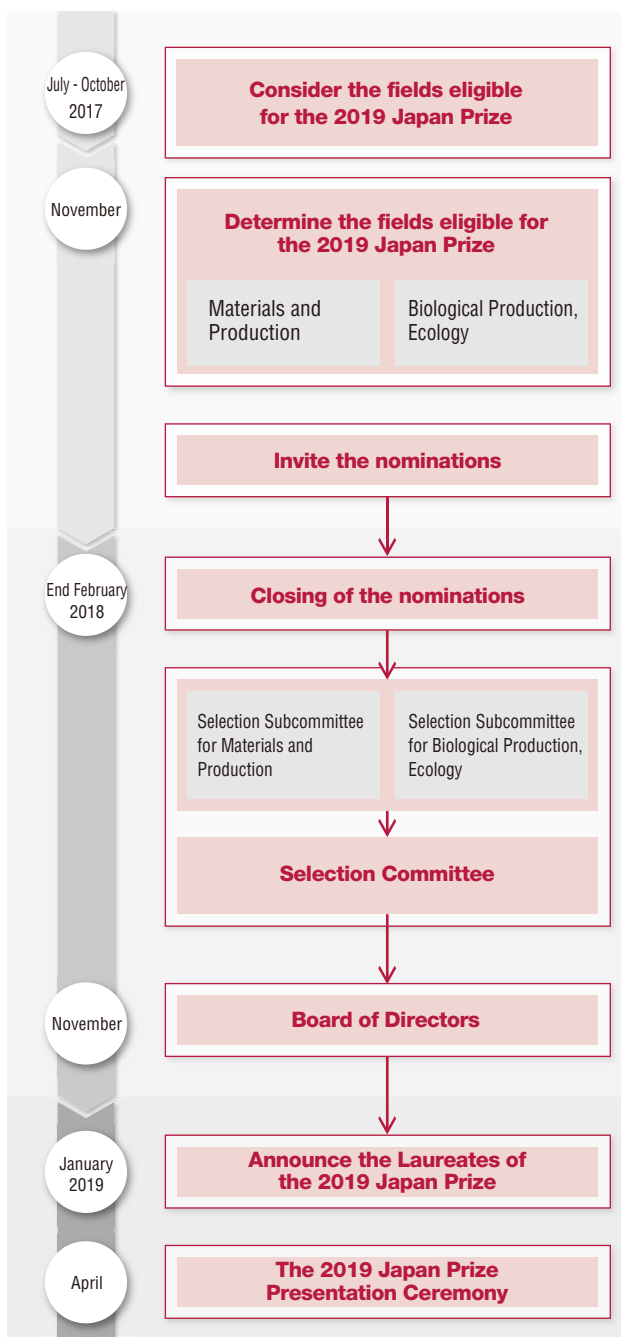 July - October
2017
Consider the fields eligible
for the 2019 Japan Prize
November
Determine the fields eligible for
the 2019 Japan Prize
Materials and
Production
Biological Production,
Ecology
Invite the nominations
End February
2018
Closing of the nominations
Selection Subcommittee
for Materials and
Production
Selection Subcommittee
for Biological Production,
Ecology
Selection Committee
November
Board of Directors
January
2019
Announce the Laureates of
the 2019 Japan Prize
April
The 2019 Japan Prize
Presentation Ceremony